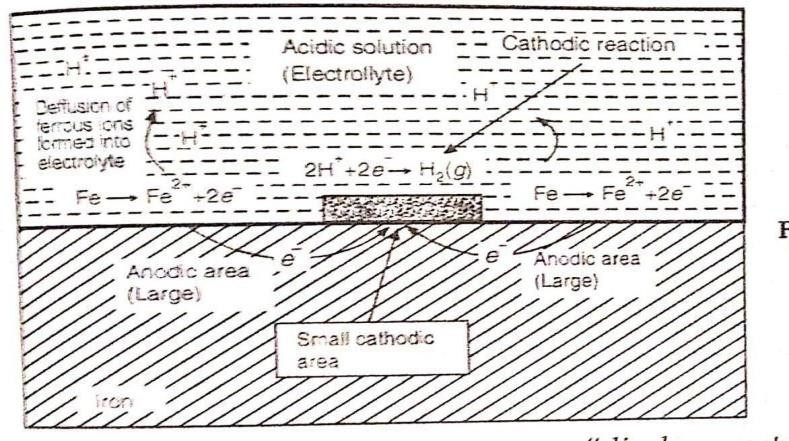 Acidic solution
(Electrollyte)
Cathodic reaction
H⁺
H⁺
H⁺
Deffusion of
ferrous ions
formed into
electrolyte
H⁺
H⁺
2H⁺+2e⁻→ H₂(g)
Fe → Fe²⁺+2e⁻
Fe → Fe²⁺+2e⁻
e⁻
e⁻
Anodic area
(Large)
Anodic area
(Large)
Small cathodic
area
Iron
F